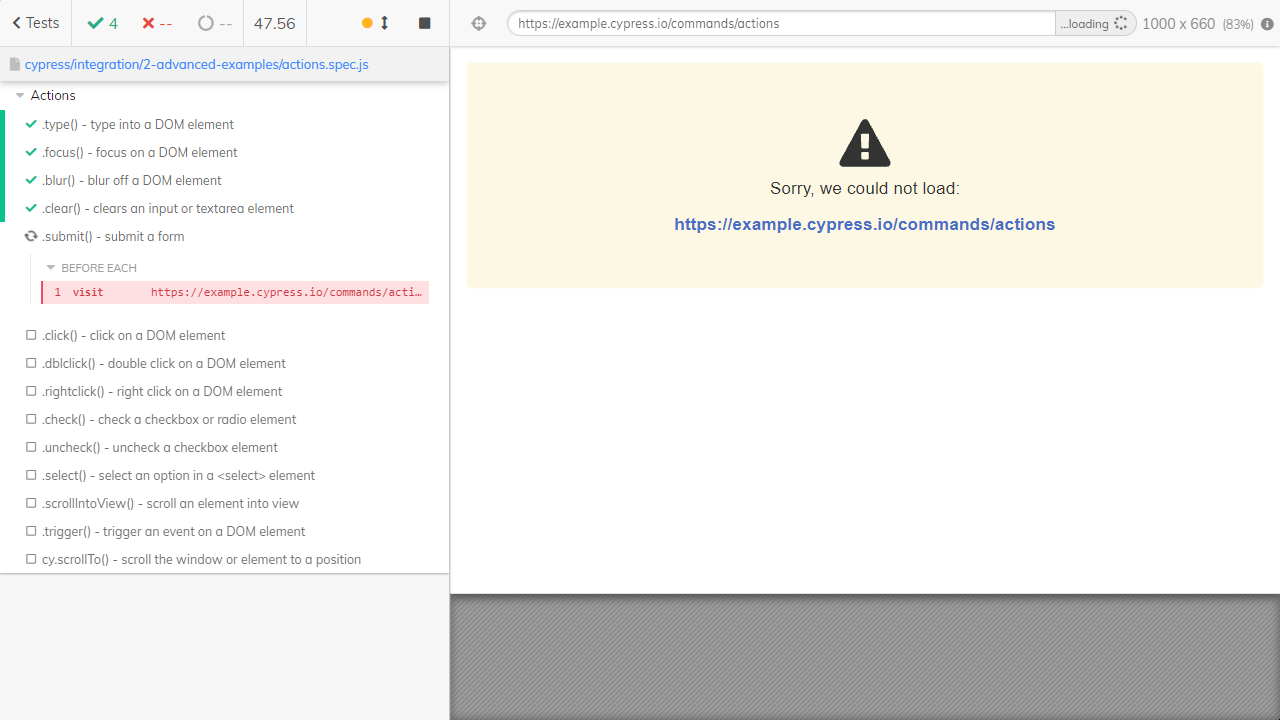 Tests 4 -- -- 47.56
cypress/integration/2-advanced-examples/actions.spec.js
Actions
.type() - type into a DOM element
.focus() - focus on a DOM element
.blur() - blur off a DOM element
.clear() - clears an input or textarea element
.submit() - submit a form
BEFORE EACH
1 visit https://example.cypress.io/commands/acti…
.click() - click on a DOM element
.dblclick() - double click on a DOM element
.rightclick() - right click on a DOM element
.check() - check a checkbox or radio element
.uncheck() - uncheck a checkbox element
.select() - select an option in a <select> element
.scrollIntoView() - scroll an element into view
.trigger() - trigger an event on a DOM element
cy.scrollTo() - scroll the window or element to a position
https://example.cypress.io/commands/actions ...loading 1000 x 660 (83%)
Sorry, we could not load:
https://example.cypress.io/commands/actions